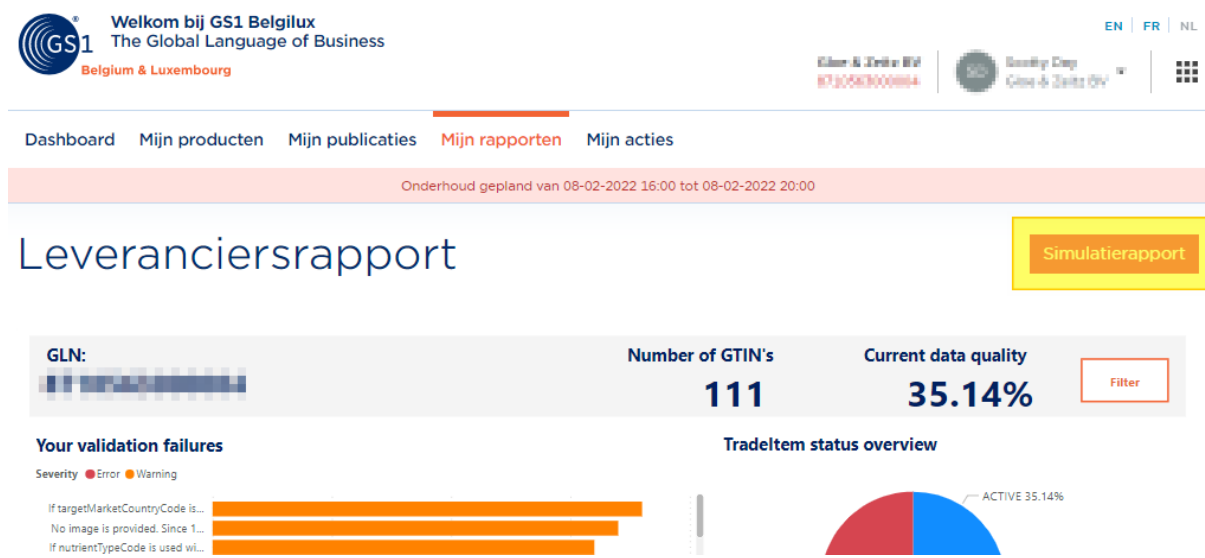 GS1
Welkom bij GS1 Belgilux
The Global Language of Business
Belgium & Luxembourg
EN FR NL
Dashboard Mijn producten Mijn publicaties Mijn rapporten Mijn acties
Onderhoud gepland van 08-02-2022 16:00 tot 08-02-2022 20:00
Leveranciersrapport
Simulatierapport
GLN:
Number of GTIN's
111
Current data quality
35.14%
Filter
Your validation failures
Severity Error Warning
If targetMarketCountryCode is...
No image is provided. Since 1...
If nutrientTypeCode is used wi...
TradeItem status overview
ACTIVE 35.14%